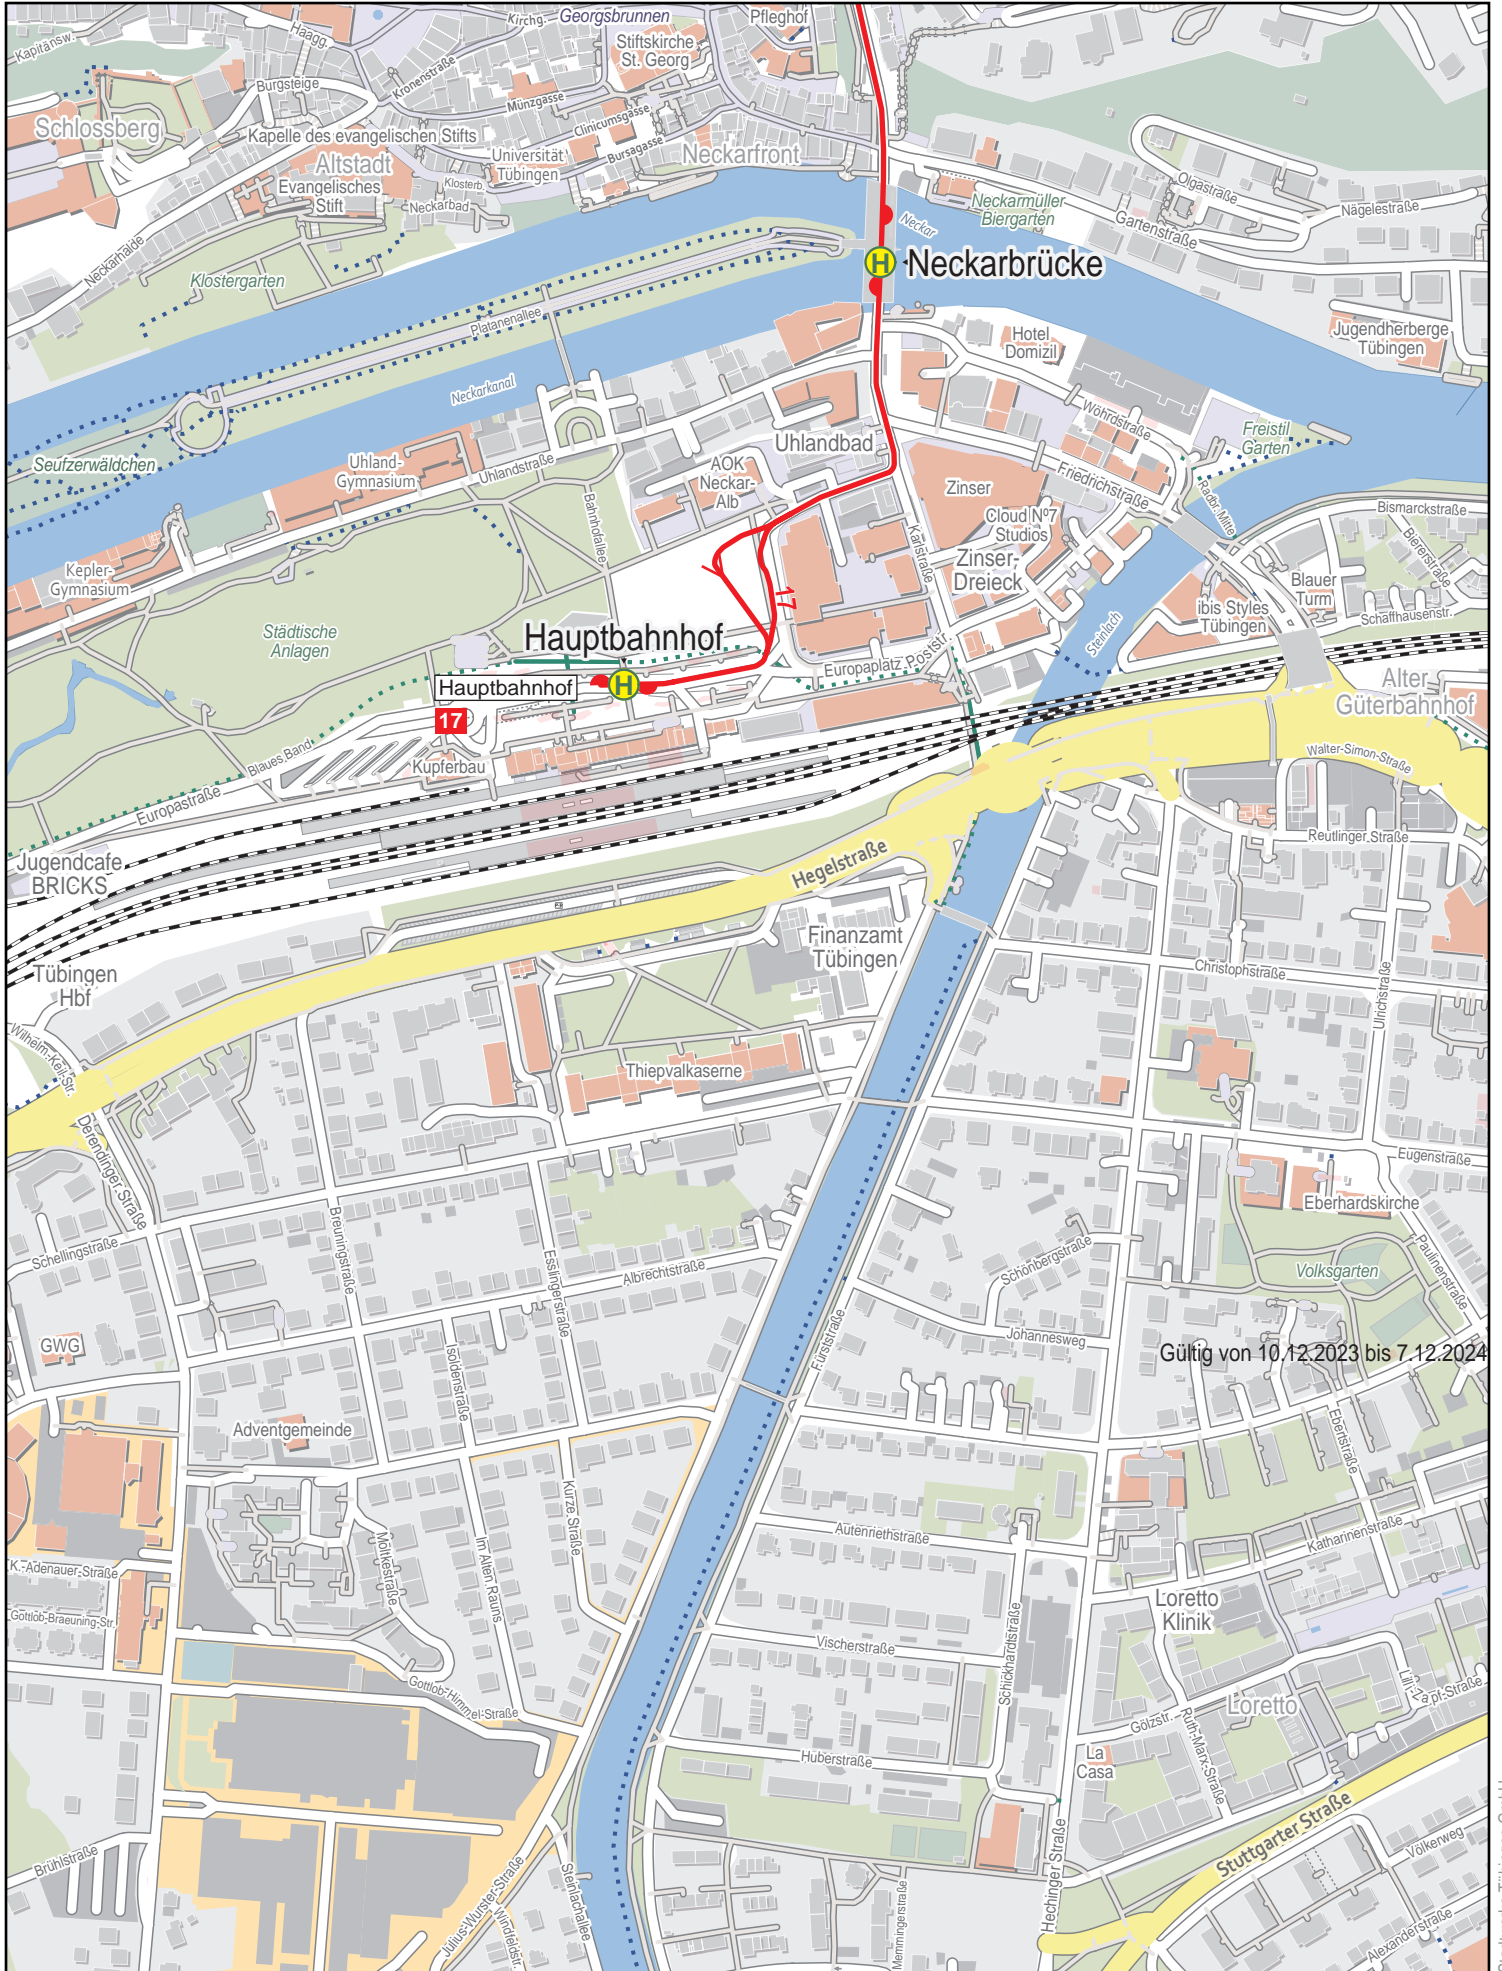 Kirchg.
Georgsbrunnen
Pfleghof
Haagg.
Kapitänsw.
Stiftskirche
St. Georg
Kronenstraße
Burgsteige
Münzgasse
Clinicumsgasse
Bursagasse
Schlossberg
Kapelle des evangelischen Stifts
Altstadt
Universität
Tübingen
Neckarfront
Evangelisches
Stift
Klosterb.
Neckarbad
Neckarhalde
Klostergarten
Neckar
Neckarmüller
Biergarten
Olgastraße
Nägelestraße
Gartenstraße
H
Neckarbrücke
Platanenallee
Neckarkanal
Hotel
Domizil
Jugendherberge
Tübingen
Wöhrdstraße
Freistil
Garten
Seufzerwäldchen
Uhland-
Gymnasium
Uhlandstraße
Uhlandbad
AOK
Neckar-
Alb
Bahnhofallee
Zinser
Friedrichstraße
Radbr. Mitte
Cloud Nº7
Studios
Karlstraße
Zinser-
Dreieck
Bismarckstraße
Biererstraße
Kepler-
Gymnasium
Blauer
Turm
ibis Styles
Tübingen
Schaffhausenstr.
Städtische
Anlagen
17
Hauptbahnhof
Steinlach
Europaplatz
Poststr.
Hauptbahnhof
H
17
Alter
Güterbahnhof
Blaues Band
Kupferbau
Europastraße
Walter-Simon-Straße
Reutlinger Straße
Jugendcafe
BRICKS
Hegelstraße
Finanzamt
Tübingen
Tübingen
Hbf
Christophstraße
Ulrichstraße
Wilhelm-Keil-Str.
Thiepvalkaserne
Derendinger Straße
Eugenstraße
Eberhardskirche
Schellingstraße
Breuningstraße
Esslingerstraße
Albrechtstraße
Schönbergstraße
Volksgarten
Paulinenstraße
Johannesweg
Fürststraße
GWG
Isoldenstraße
Gültig von 10.12.2023 bis 7.12.2024
Adventgemeinde
Ebertstraße
Kurze Straße
Autenriethstraße
Katharinenstraße
Im Alten Rauns
Moltkestraße
K.-Adenauer-Straße
Gottlob-Braeuning-Str.
Loretto
Klinik
Vischerstraße
Schickhardtstraße
Gottlob-Himmel-Straße
Lilli-Zapf-Straße
Loretto
Gölzstr.
Ruth-Marx-Straße
Huberstraße
La
Casa
Stuttgarter Straße
Hechinger Straße
Völkerweg
Brühlstraße
Julius-Wurster-Straße
Windfeldstr.
Steinlachallee
Memmingerstraße
Alexanderstraße